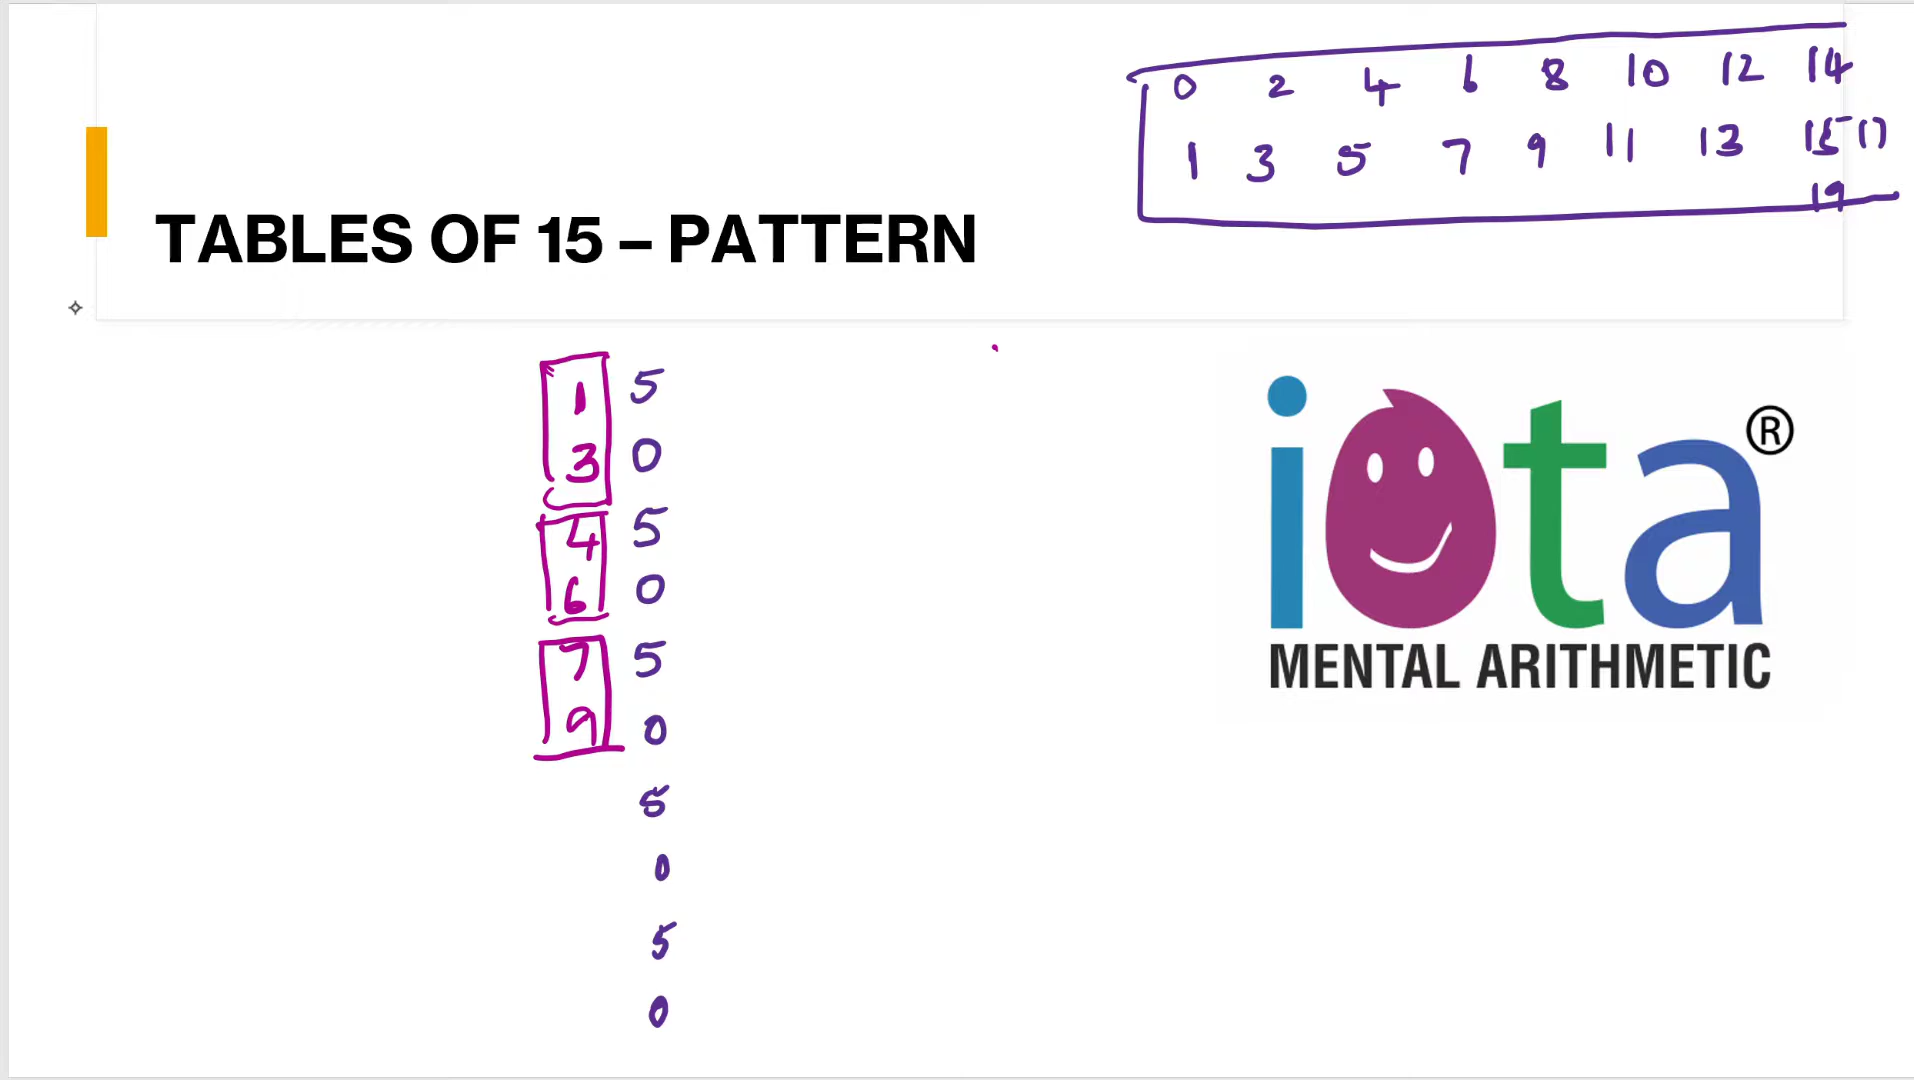 0 2 4 6 8 10 12 14
1 3 5 7 9 11 13 15 17
19
TABLES OF 15 – PATTERN
1 5
3 0
4 5
6 0
7 5
9 0
5
0
5
0
iota®
MENTAL ARITHMETIC